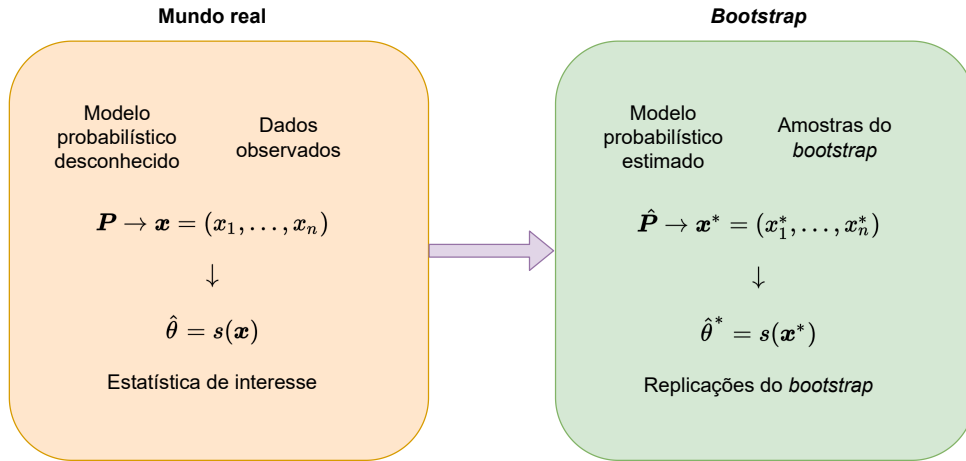 Mundo real
Modelo
probabilístico
desconhecido
Dados
observados
𝑷 → 𝒙 = (x₁, . . . , xₙ)
↓
θ̂ = s(𝒙)
Estatística de interesse
Bootstrap
Modelo
probabilístico
estimado
Amostras do
bootstrap
𝑷̂ → 𝒙* = (x₁*, . . . , xₙ*)
↓
θ̂* = s(𝒙*)
Replicações do bootstrap